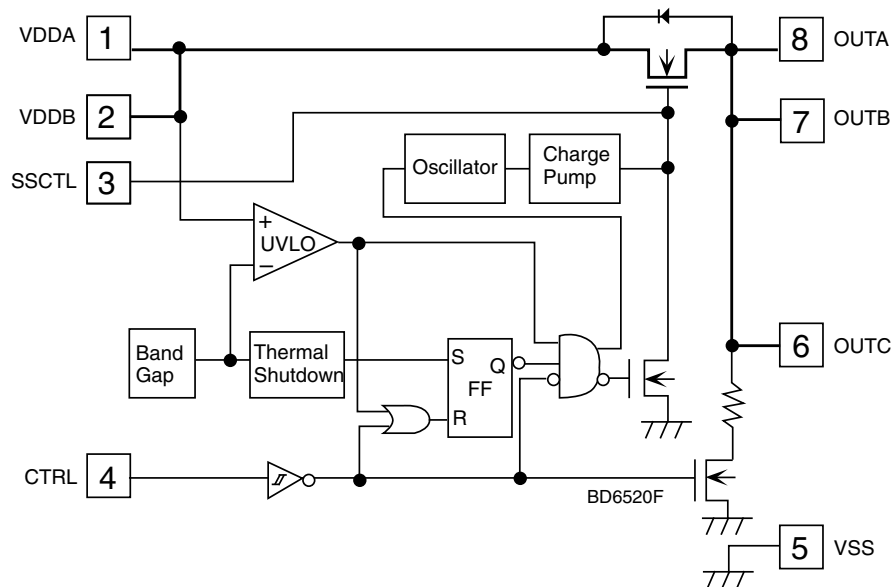 VDDA 1
8 OUTA
VDDB 2
7 OUTB
SSCTL 3
Oscillator
Charge
Pump
+
UVLO
−
Band
Gap
Thermal
Shutdown
S
Q
FF
R
6 OUTC
CTRL 4
BD6520F
5 VSS